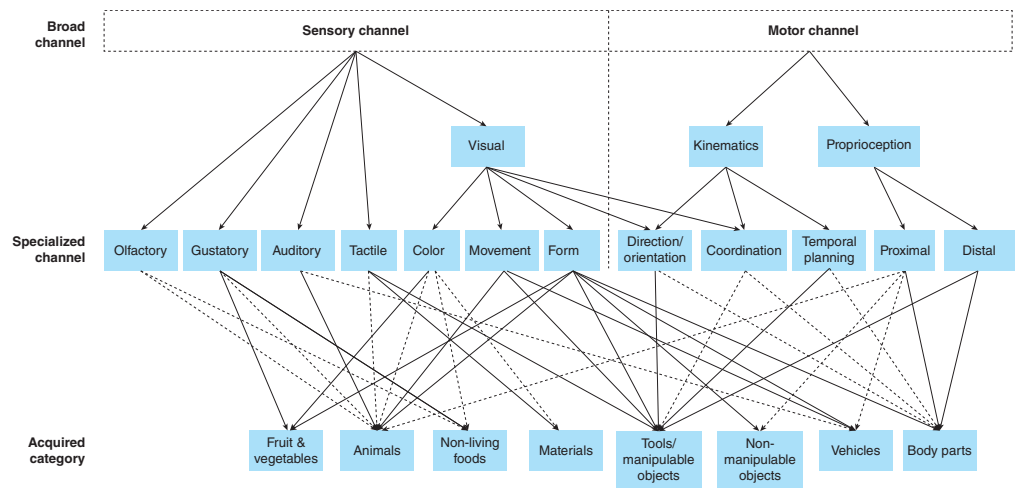 Broad
channel
Sensory channel
Motor channel
Visual
Kinematics
Proprioception
Specialized
channel
Olfactory
Gustatory
Auditory
Tactile
Color
Movement
Form
Direction/
orientation
Coordination
Temporal
planning
Proximal
Distal
Acquired
category
Fruit &
vegetables
Animals
Non-living
foods
Materials
Tools/
manipulable
objects
Non-
manipulable
objects
Vehicles
Body parts